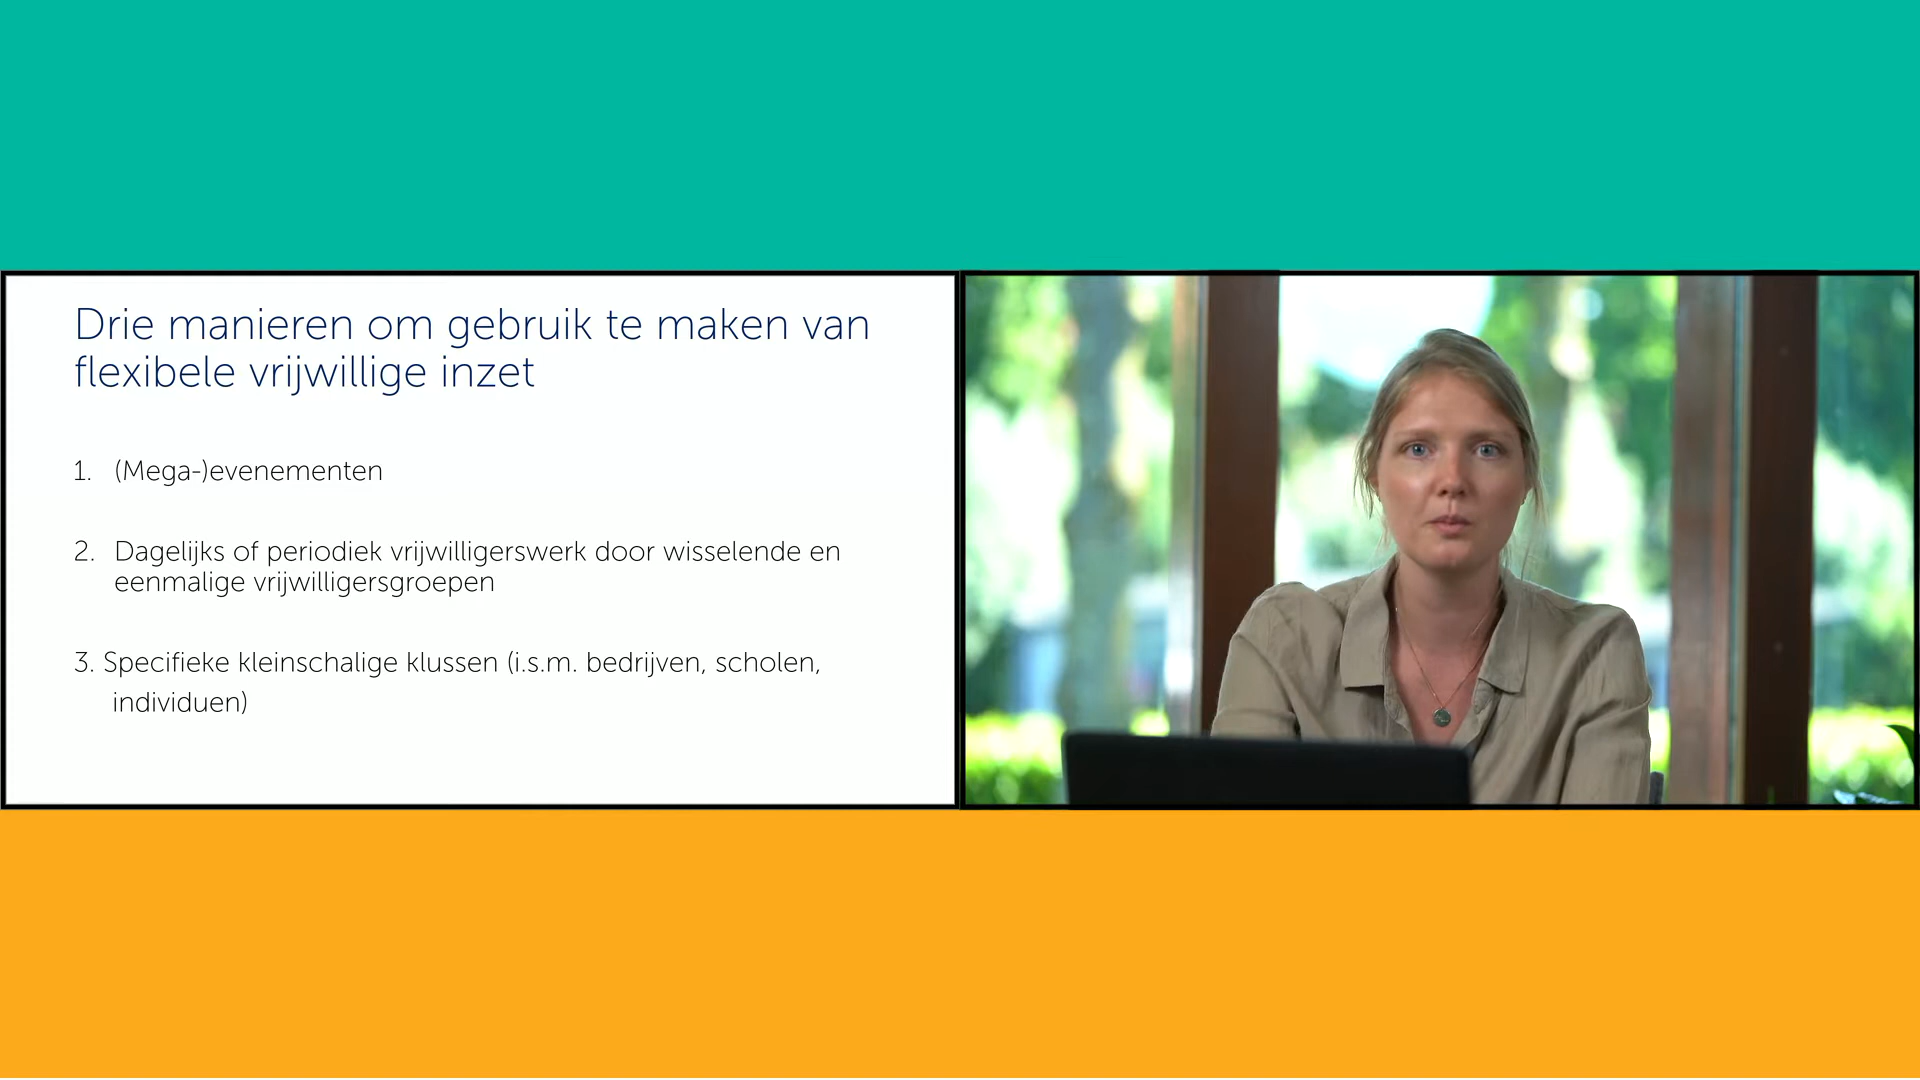 Drie manieren om gebruik te maken van
flexibele vrijwillige inzet
1. (Mega-)evenementen
2. Dagelijks of periodiek vrijwilligerswerk door wisselende en
eenmalige vrijwilligersgroepen
3. Specifieke kleinschalige klussen (i.s.m. bedrijven, scholen,
individuen)